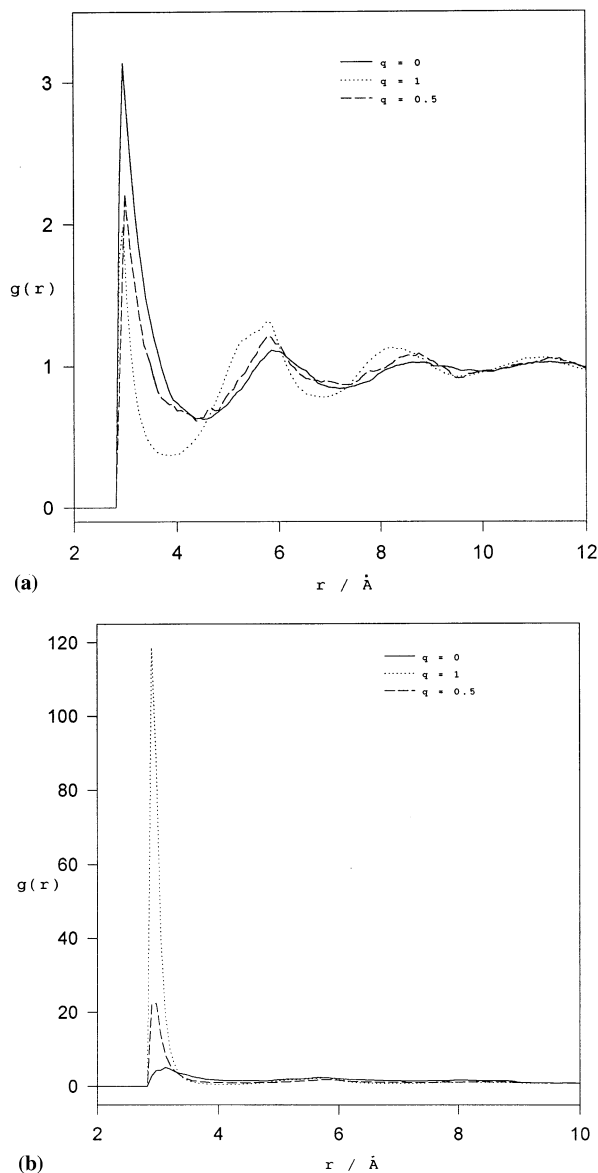 q = 0
q = 1
q = 0.5
3
2
1
0
g(r)
2 4 6 8 10 12
r / Å
(a)
q = 0
q = 1
q = 0.5
120
100
80
60
40
20
0
g(r)
2 4 6 8 10
r / Å
(b)